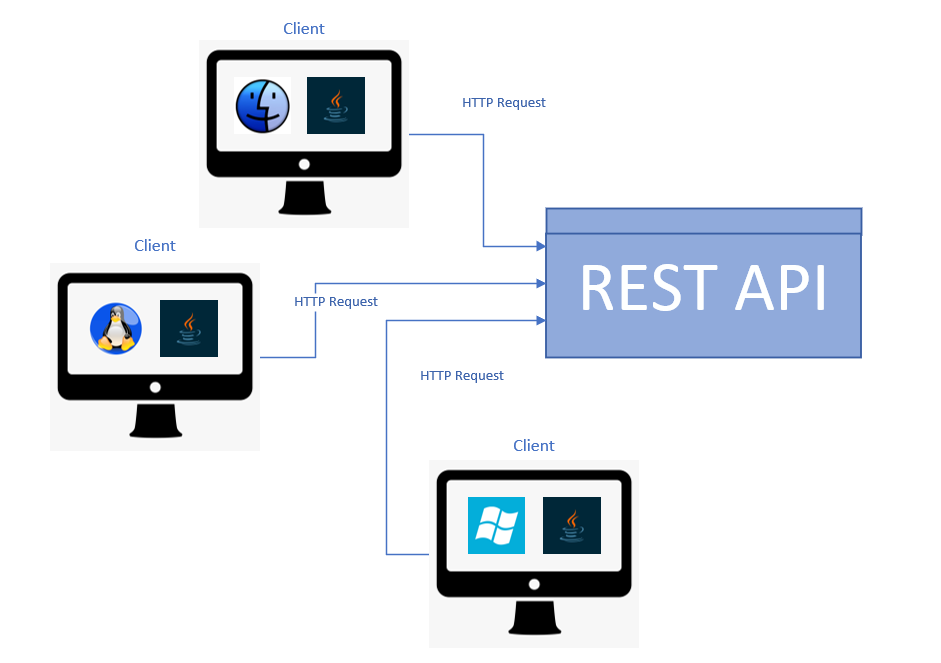 Client
HTTP Request
Client
REST API
HTTP Request
HTTP Request
Client